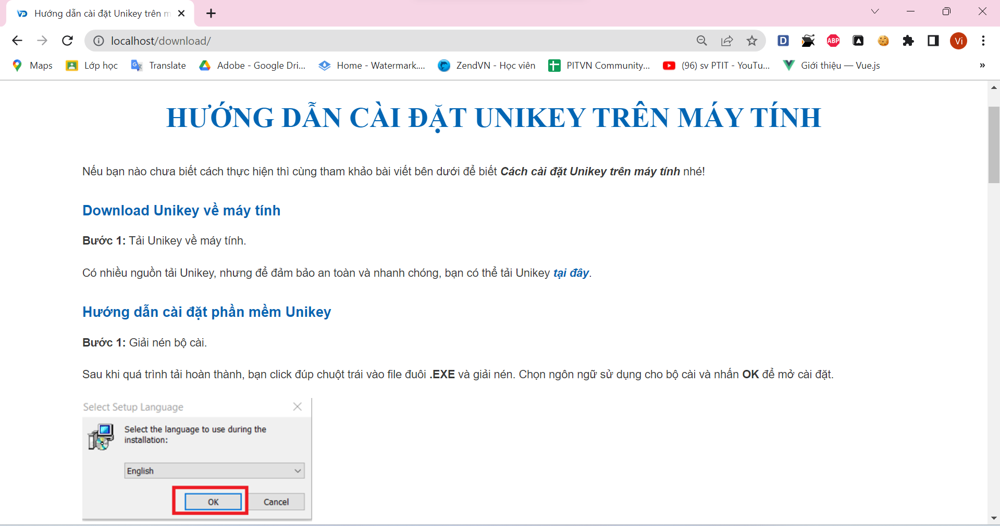 Hướng dẫn cài đặt Unikey trên m
localhost/download/
D
ABP
Vi
Maps
Lớp học
Translate
Adobe - Google Dri...
Home - Watermark....
ZendVN - Học viên
PITVN Community...
(96) sv PTIT - YouTu...
Giới thiệu — Vue.js
»
HƯỚNG DẪN CÀI ĐẶT UNIKEY TRÊN MÁY TÍNH
Nếu bạn nào chưa biết cách thực hiện thì cùng tham khảo bài viết bên dưới để biết Cách cài đặt Unikey trên máy tính nhé!
Download Unikey về máy tính
Bước 1: Tải Unikey về máy tính.
Có nhiều nguồn tải Unikey, nhưng để đảm bảo an toàn và nhanh chóng, bạn có thể tải Unikey tại đây.
Hướng dẫn cài đặt phần mềm Unikey
Bước 1: Giải nén bộ cài.
Sau khi quá trình tải hoàn thành, bạn click đúp chuột trái vào file đuôi .EXE và giải nén. Chọn ngôn ngữ sử dụng cho bộ cài và nhấn OK để mở cài đặt.
Select Setup Language
Select the language to use during the
installation:
English
OK
Cancel